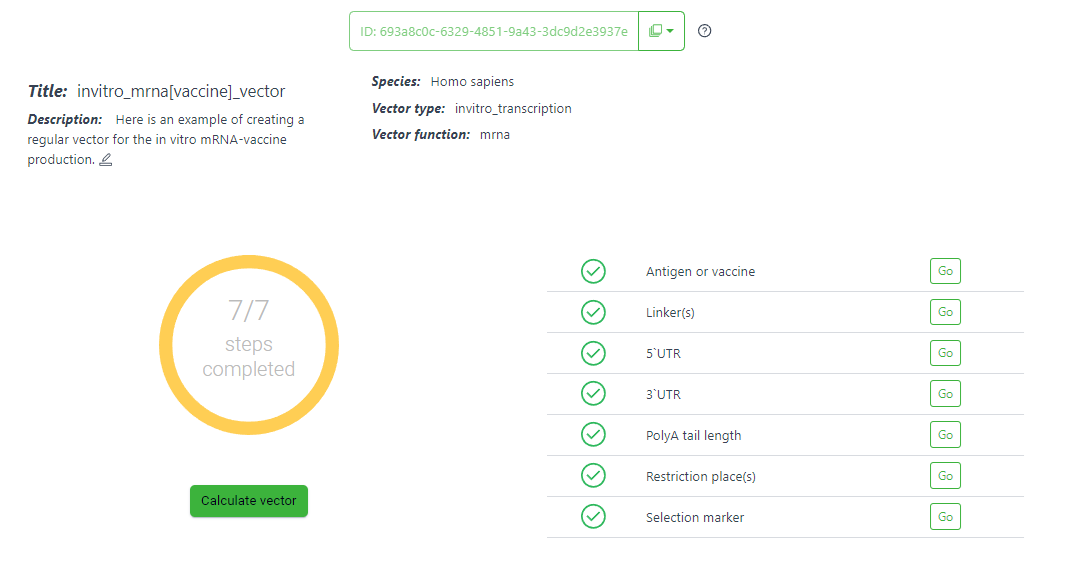 ID: 693a8c0c-6329-4851-9a43-3dc9d2e3937e
Title: invitro_mrna[vaccine]_vector
Description: Here is an example of creating a
regular vector for the in vitro mRNA-vaccine
production.
Species: Homo sapiens
Vector type: invitro_transcription
Vector function: mrna
7/7
steps
completed
Calculate vector
Antigen or vaccine Go
Linker(s) Go
5`UTR Go
3`UTR Go
PolyA tail length Go
Restriction place(s) Go
Selection marker Go